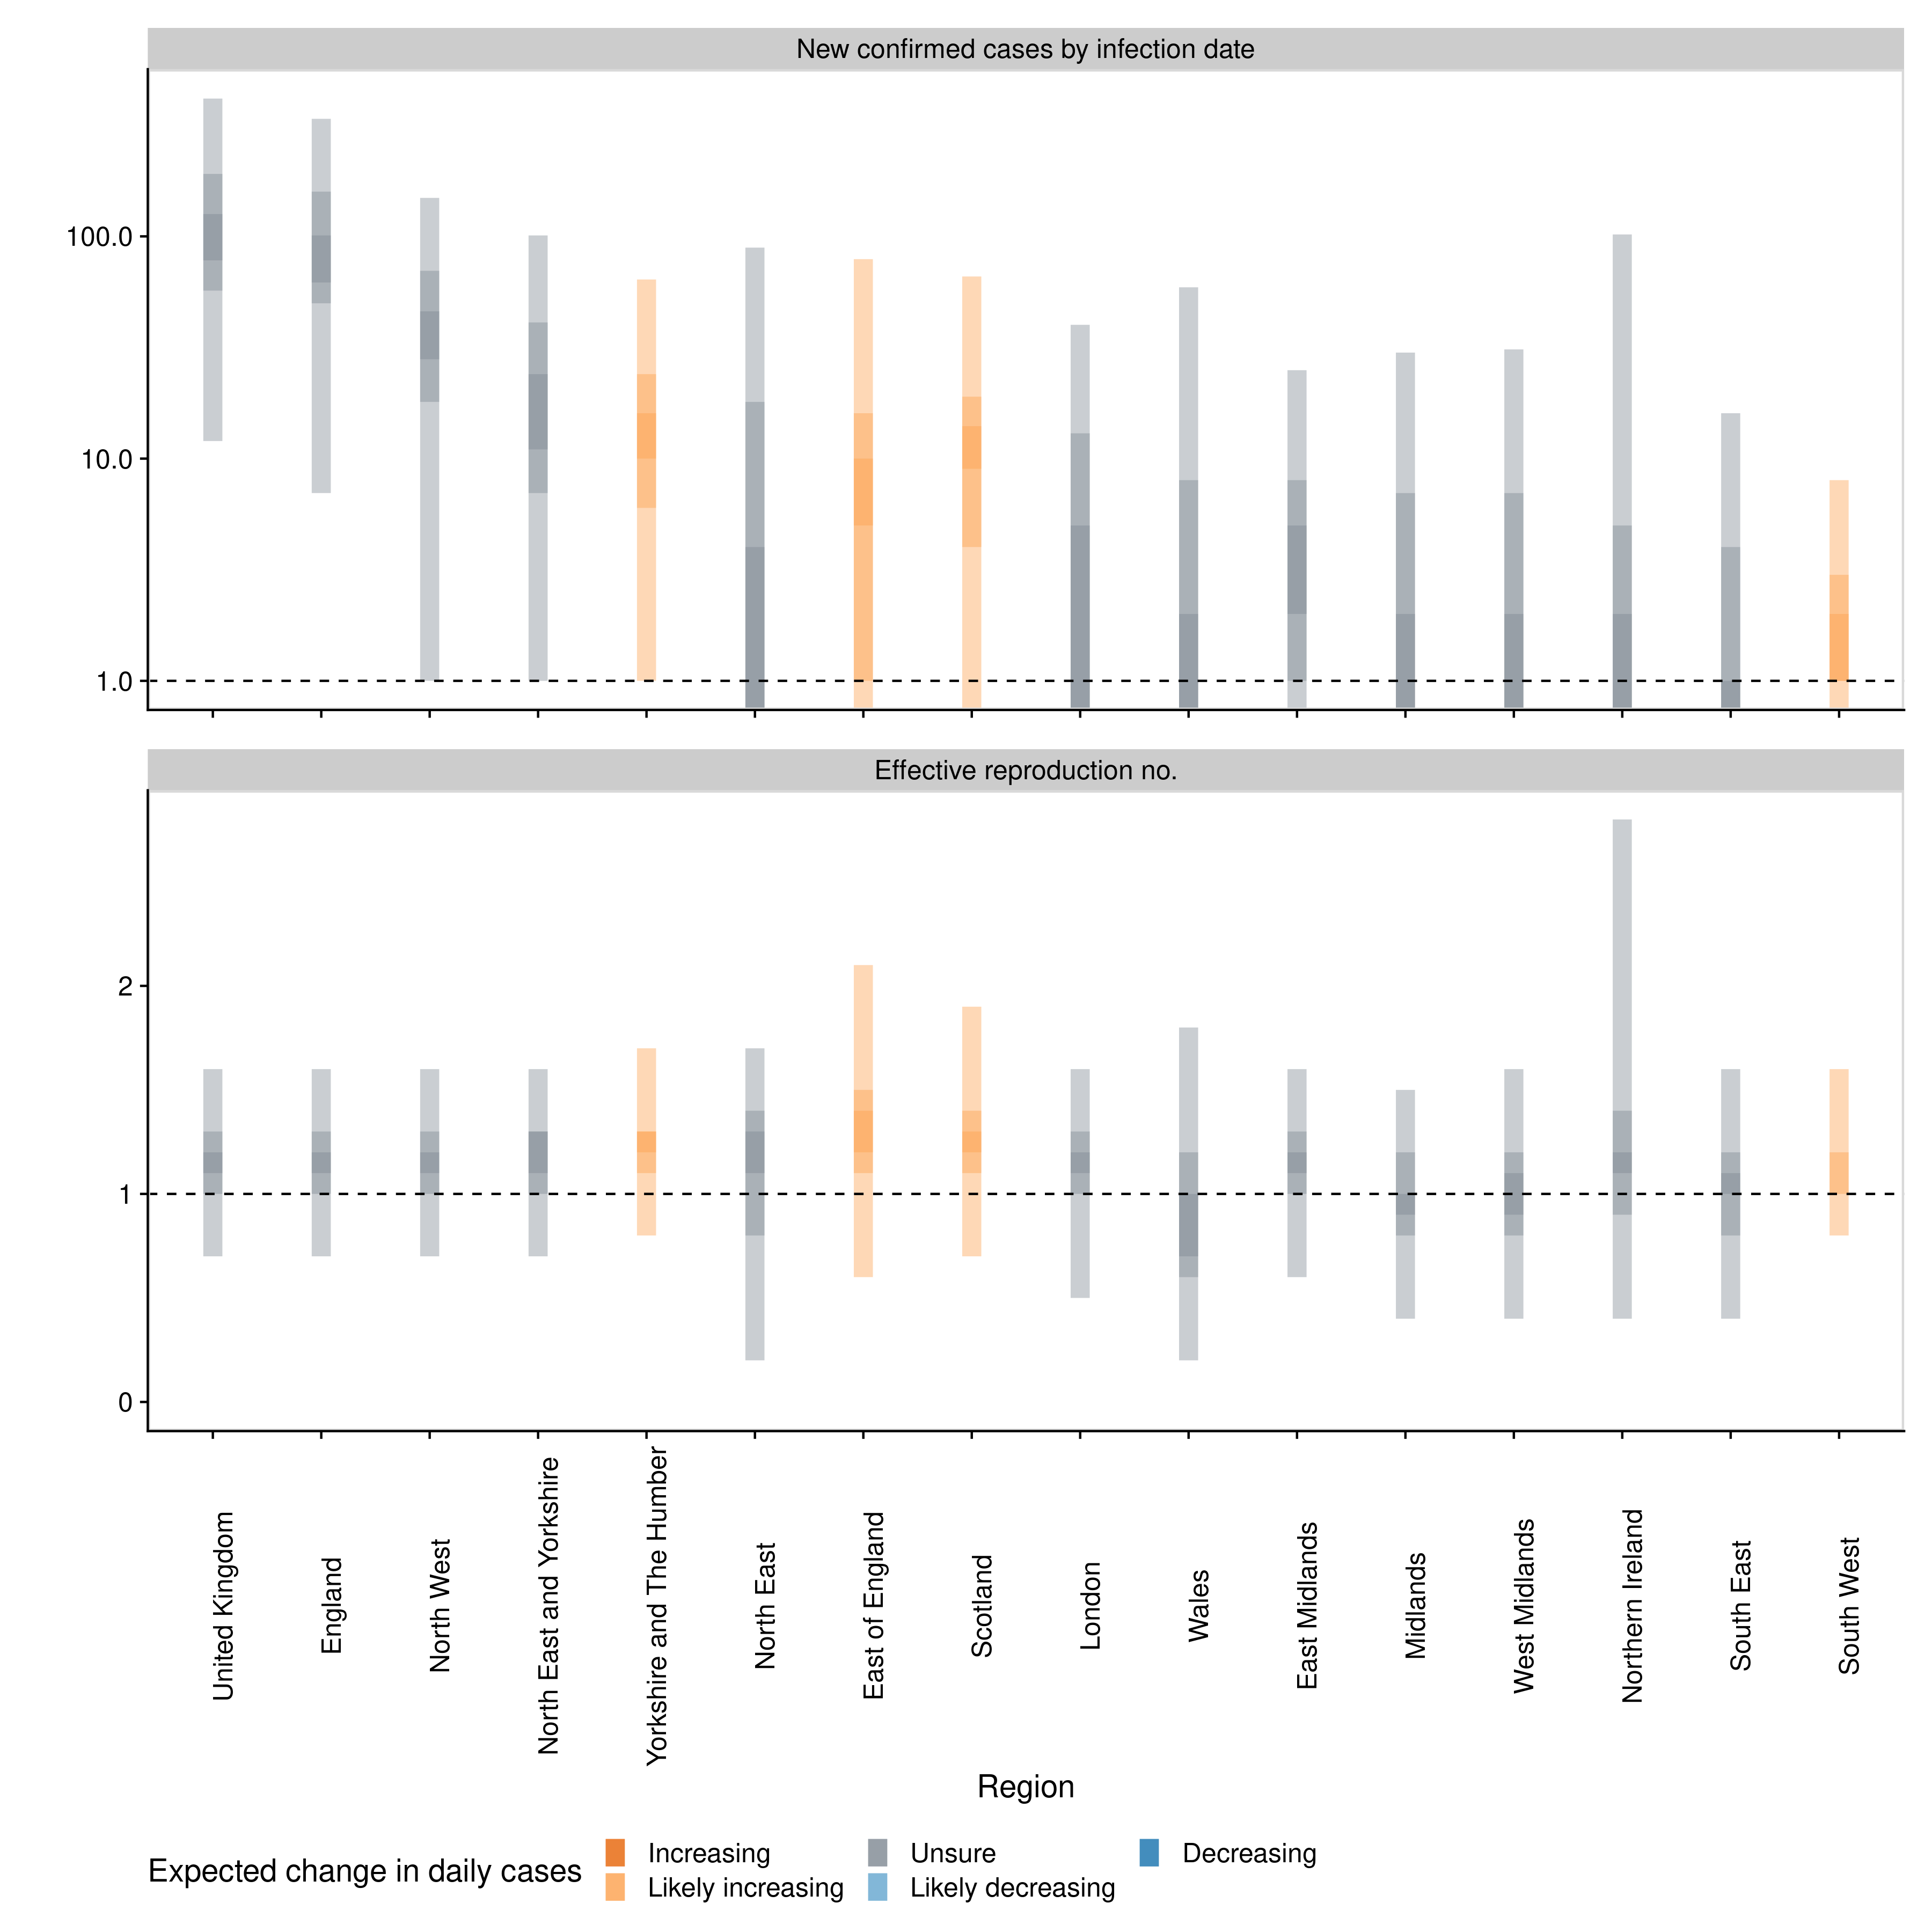 New confirmed cases by infection date
100.0
10.0
1.0
Effective reproduction no.
2
1
0
United Kingdom
England
North West
North East and Yorkshire
Yorkshire and The Humber
North East
East of England
Scotland
London
Wales
East Midlands
Midlands
West Midlands
Northern Ireland
South East
South West
Region
Expected change in daily cases
Increasing
Likely increasing
Unsure
Likely decreasing
Decreasing